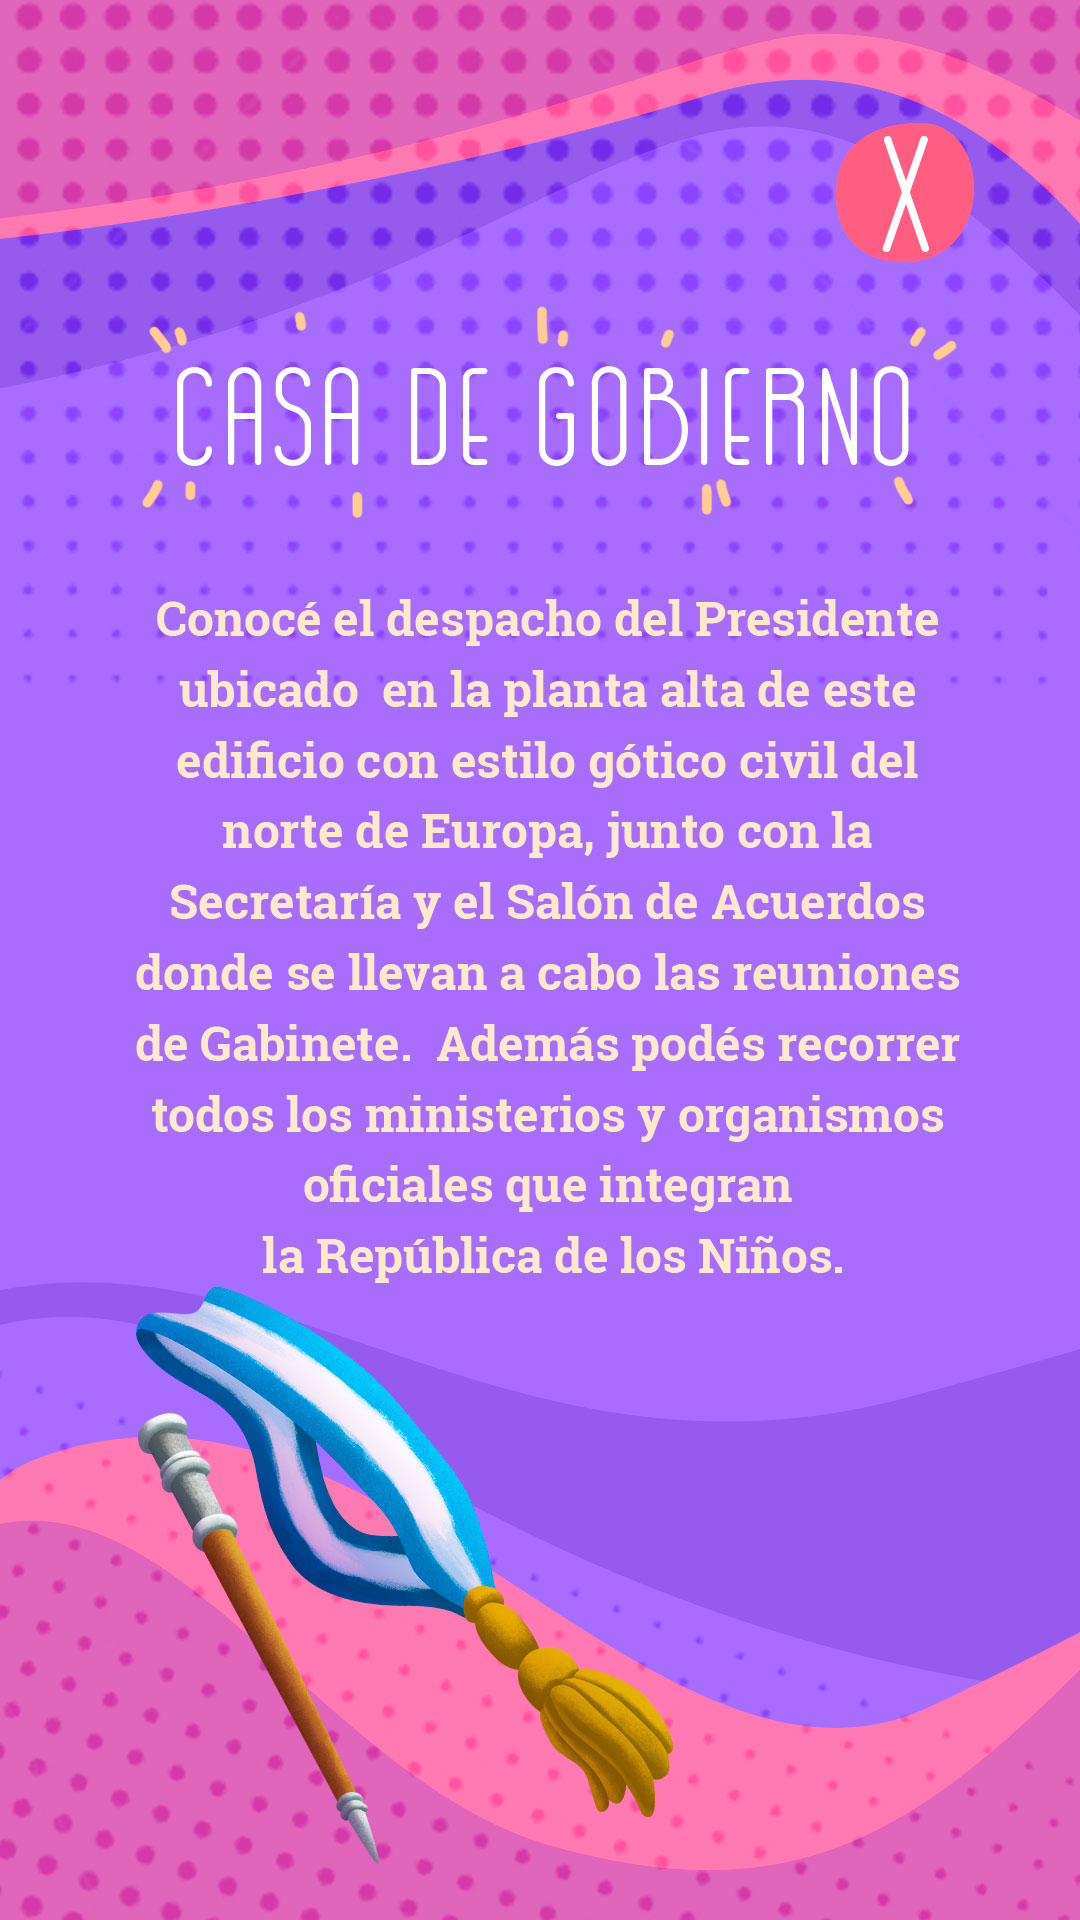 X
CASA DE GOBIERNO
Conocé el despacho del Presidente
ubicado  en la planta alta de este
edificio con estilo gótico civil del
norte de Europa, junto con la
Secretaría y el Salón de Acuerdos
donde se llevan a cabo las reuniones
de Gabinete.  Además podés recorrer
todos los ministerios y organismos
oficiales que integran
la República de los Niños.